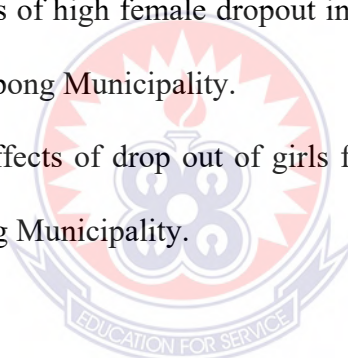 s of high female dropout in
pong Municipality.
ffects of drop out of girls f
g Municipality.
EDUCATION FOR SERVICE